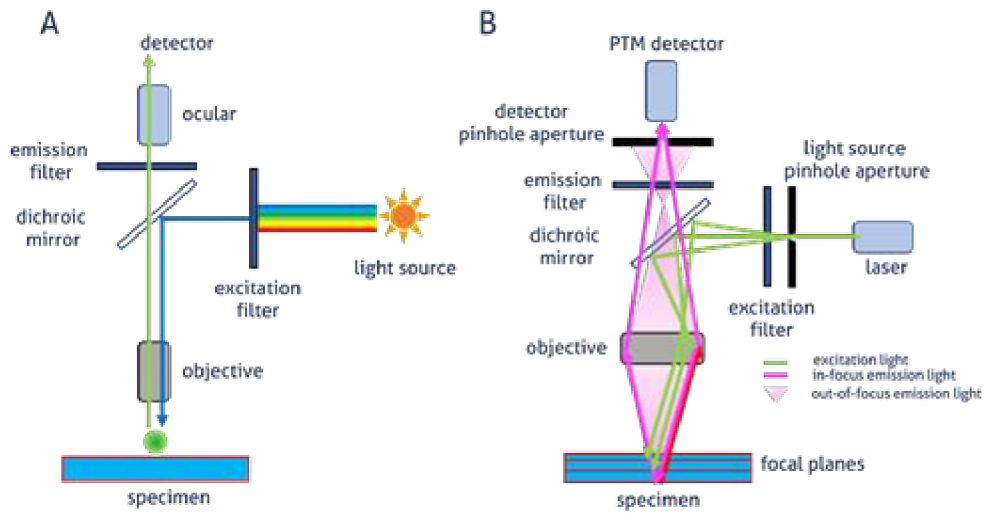 A
detector
ocular
emission
filter
dichroic
mirror
light source
excitation
filter
objective
specimen
B
PTM detector
detector
pinhole aperture
light source
pinhole aperture
emission
filter
dichroic
mirror
laser
excitation
filter
objective
excitation light
in-focus emission light
out-of-focus emission light
focal planes
specimen